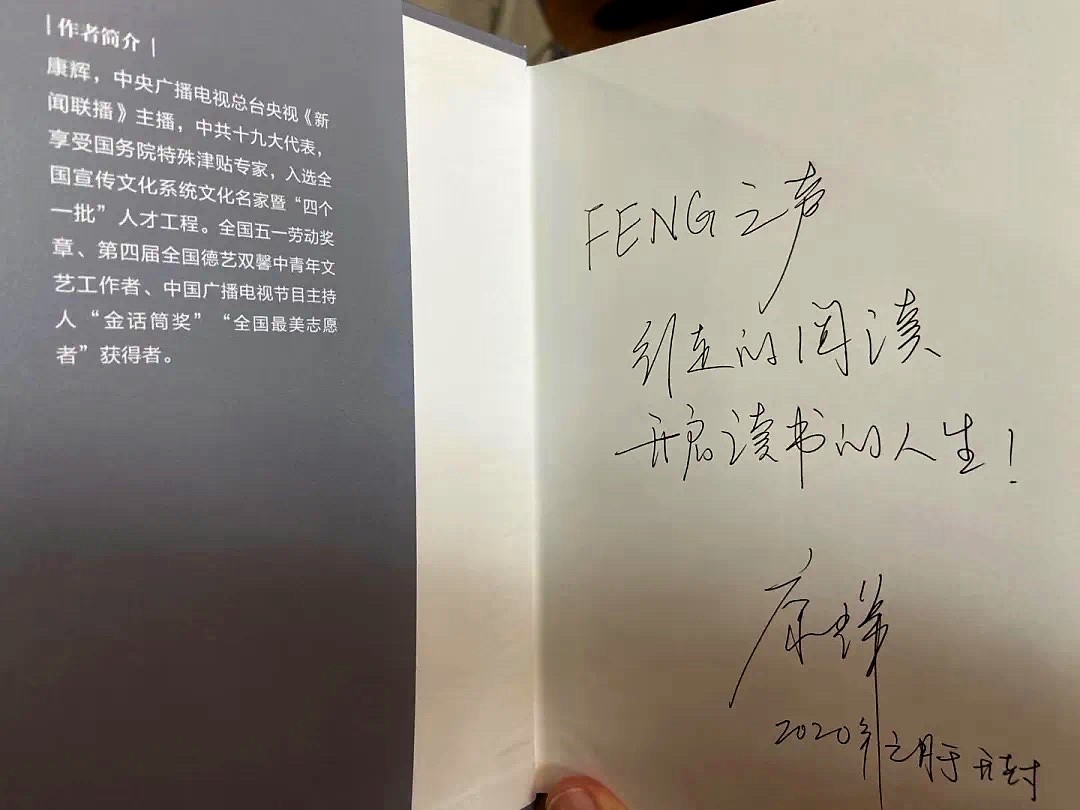 |作者简介|
康辉，中央广播电视总台央视《新
闻联播》主播，中共十九大代表，
享受国务院特殊津贴专家，入选全
国宣传文化系统文化名家暨“四个
一批”人才工程。全国五一劳动奖
章、第四届全国德艺双馨中青年文
艺工作者、中国广播电视节目主持
人“金话筒奖”“全国最美志愿
者”获得者。
FENG之声
行走的阅读
开启读书的人生！
康辉
2020年元月于开封